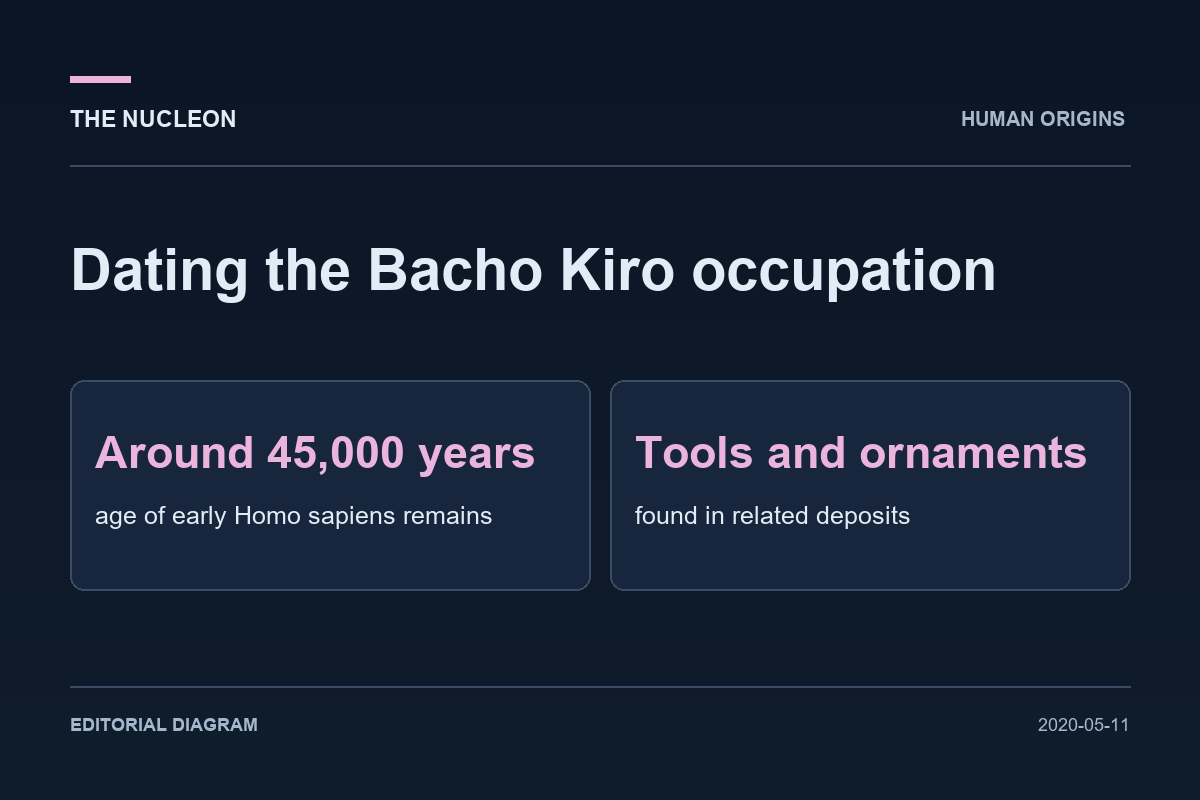 THE NUCLEON
HUMAN ORIGINS
Dating the Bacho Kiro occupation
Around 45,000 years
age of early Homo sapiens remains
Tools and ornaments
found in related deposits
EDITORIAL DIAGRAM
2020-05-11